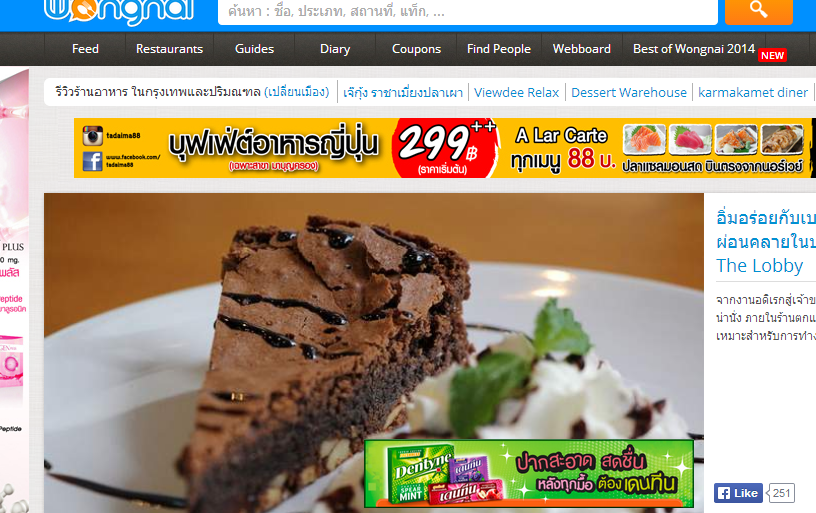 wongnai
ค้นหา : ชื่อ, ประเภท, สถานที่, แท็ก, ...
Feed
Restaurants
Guides
Diary
Coupons
Find People
Webboard
Best of Wongnai 2014
NEW
รีวิวร้านอาหาร ในกรุงเทพและปริมณฑล (เปลี่ยนเมือง)
เจ๊กุ้ง ราชาเมี่ยงปลาเผา
Viewdee Relax
Dessert Warehouse
karmakamet diner
tadaima88
www.facebook.com/
tadaima88
บุฟเฟ่ต์อาหารญี่ปุ่น
(เฉพาะสาขา มาบุญครอง)
299++ ฿
(ราคาเริ่มต้น)
A Lar Carte
ทุกเมนู 88 บ.
ปลาแซลมอนสด บินตรงจากนอร์เวย์
PLUS
0 mg.
พลัส
Peptide
Peptide
อิ่มอร่อยกับเบ
ผ่อนคลายในบ
The Lobby
จากงานอดิเรกสู่เจ้าข
น่านั่ง ภายในร้านตกแ
เหมาะสำหรับการทำง
Dentyne
SPEAR
MINT
เดนทีน
ปากสะอาด สดชื่น
หลังทุกมื้อ ต้องเดนทีน
Like
251